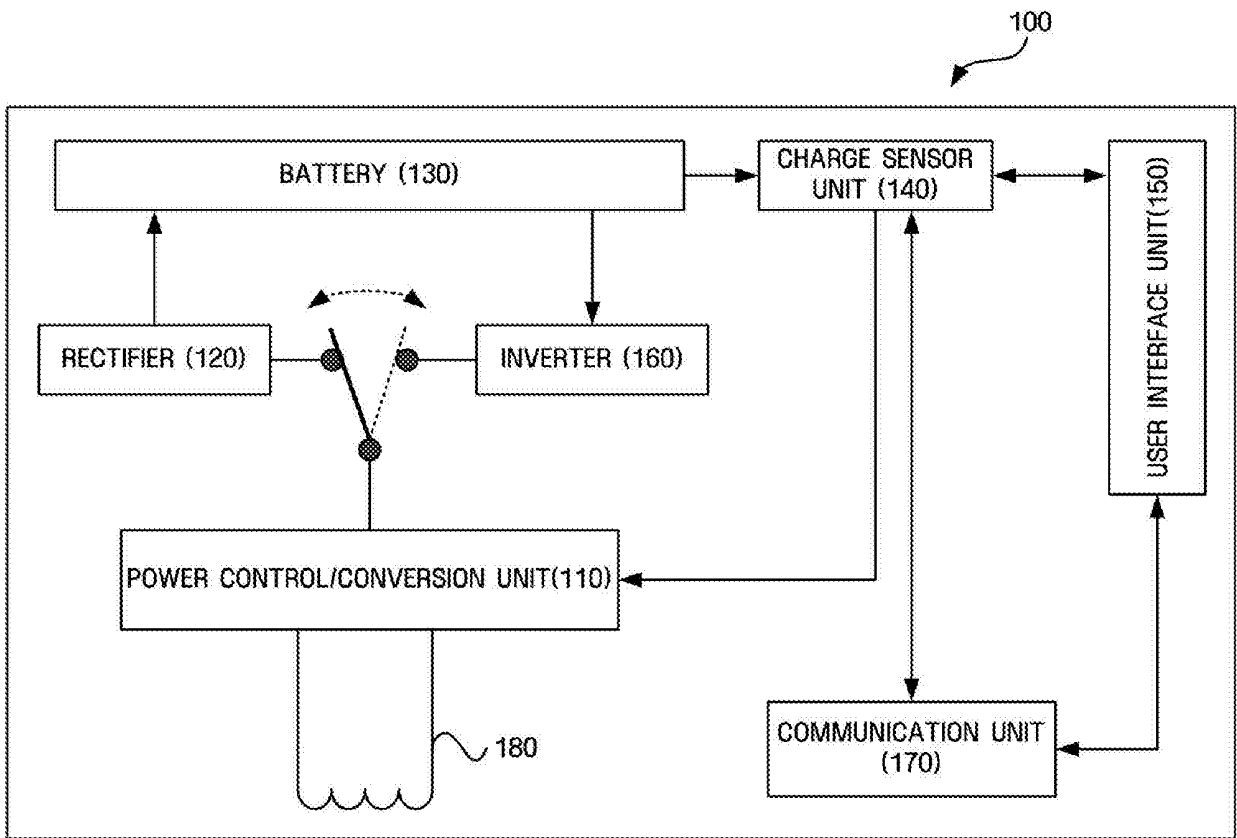 100
BATTERY (130)
CHARGE SENSOR
UNIT (140)
USER INTERFACE UNIT(150)
RECTIFIER (120)
INVERTER (160)
POWER CONTROL/CONVERSION UNIT(110)
180
COMMUNICATION UNIT
(170)